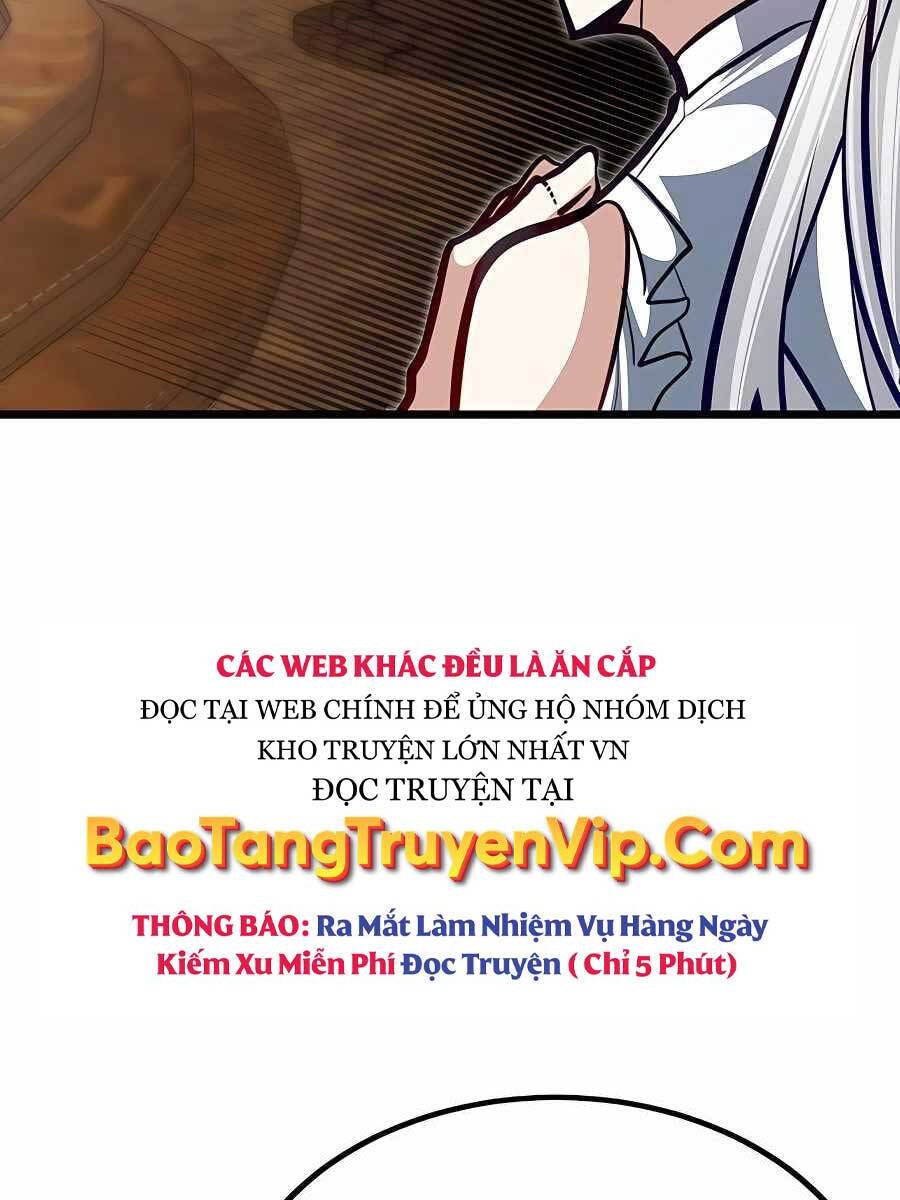 CÁC WEB KHÁC ĐỀU LÀ ĂN CẮP
ĐỌC TẠI WEB CHÍNH ĐỂ ỦNG HỘ NHÓM DỊCH
KHO TRUYỆN LỚN NHẤT VN
ĐỌC TRUYỆN TẠI
BaoTangTruyenVip.Com
THÔNG BÁO: Ra Mắt Làm Nhiệm Vụ Hàng Ngày
Kiếm Xu Miễn Phí Đọc Truyện ( Chỉ 5 Phút)